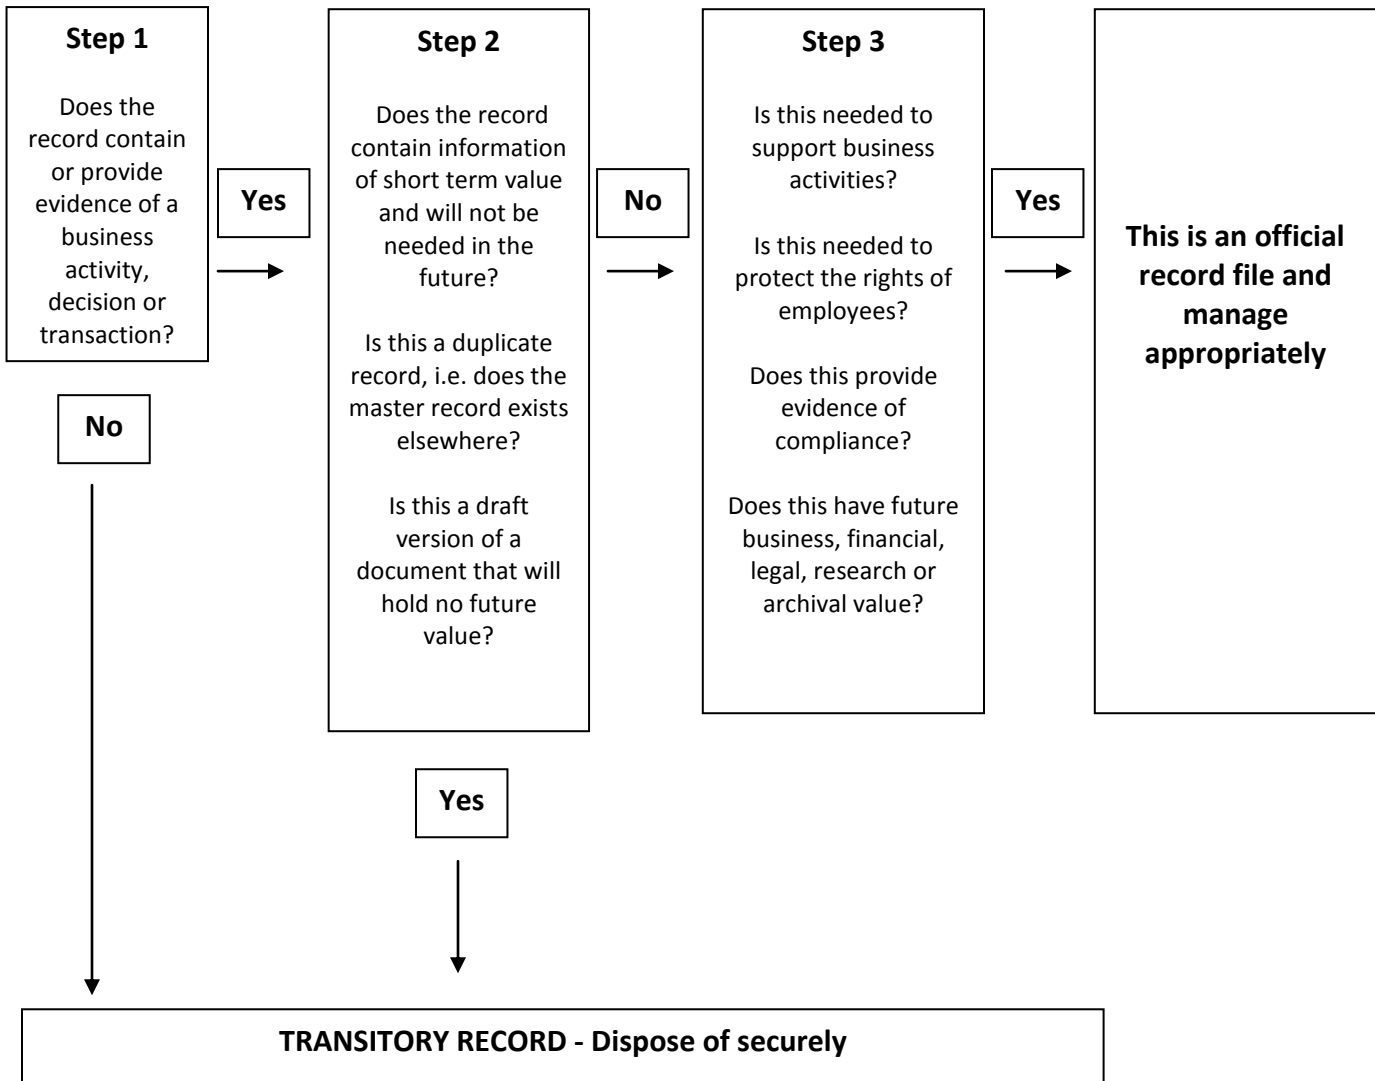 Step 1
Does the
record contain
or provide
evidence of a
business
activity,
decision or
transaction?
Yes
No
Step 2
Does the record
contain information
of short term value
and will not be
needed in the
future?
Is this a duplicate
record, i.e. does the
master record exists
elsewhere?
Is this a draft
version of a
document that will
hold no future
value?
No
Yes
Step 3
Is this needed to
support business
activities?
Is this needed to
protect the rights of
employees?
Does this provide
evidence of
compliance?
Does this have future
business, financial,
legal, research or
archival value?
Yes
This is an official
record file and
manage
appropriately
TRANSITORY RECORD - Dispose of securely